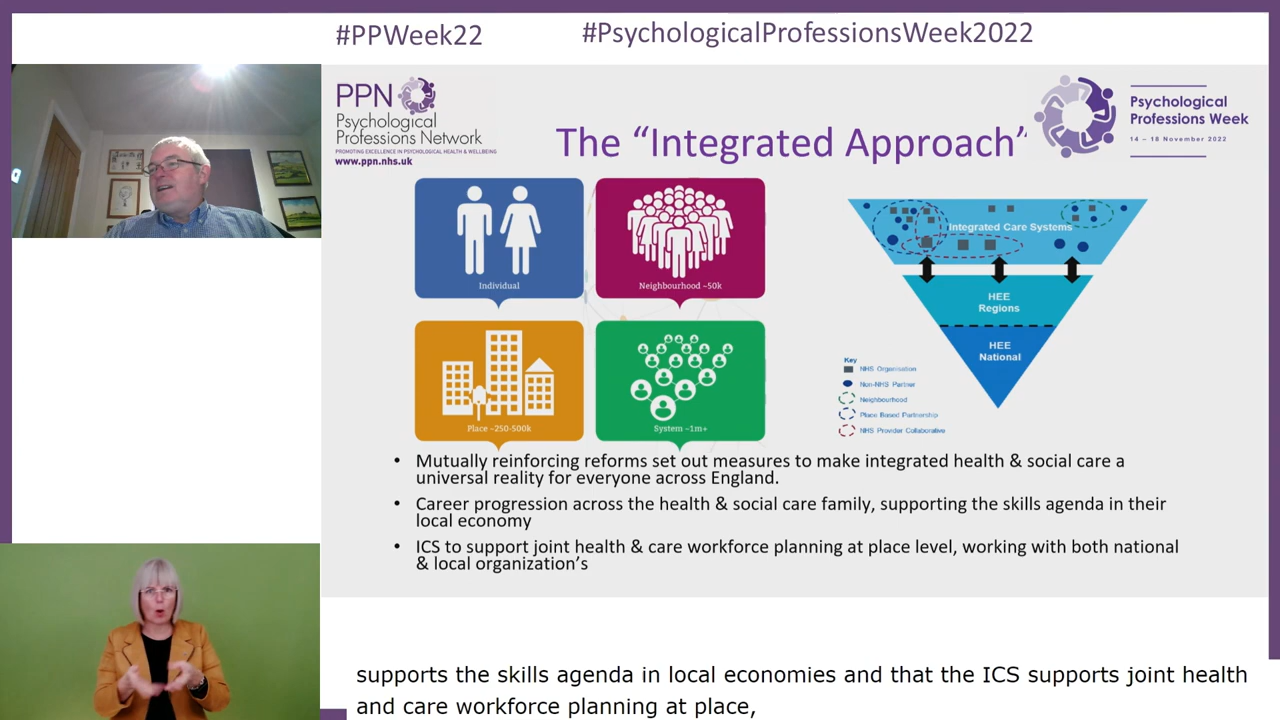 #PPWeek22
#PsychologicalProfessionsWeek2022
PPN
Psychological
Professions Network
PROMOTING EXCELLENCE IN PSYCHOLOGICAL HEALTH & WELLBEING
www.ppn.nhs.uk
The “Integrated Approach”
Psychological
Professions Week
14 – 18 November 2022
Individual
Neighbourhood ~50k
Place ~250-500k
System ~1m+
Integrated Care Systems
HEE
Regions
HEE
National
Key
NHS Organisation
Non-NHS Partner
Neighbourhood
Place Based Partnership
NHS Provider Collaborative
• Mutually reinforcing reforms set out measures to make integrated health & social care a
universal reality for everyone across England.
• Career progression across the health & social care family, supporting the skills agenda in their
local economy
• ICS to support joint health & care workforce planning at place level, working with both national
& local organization’s
supports the skills agenda in local economies and that the ICS supports joint health
and care workforce planning at place,